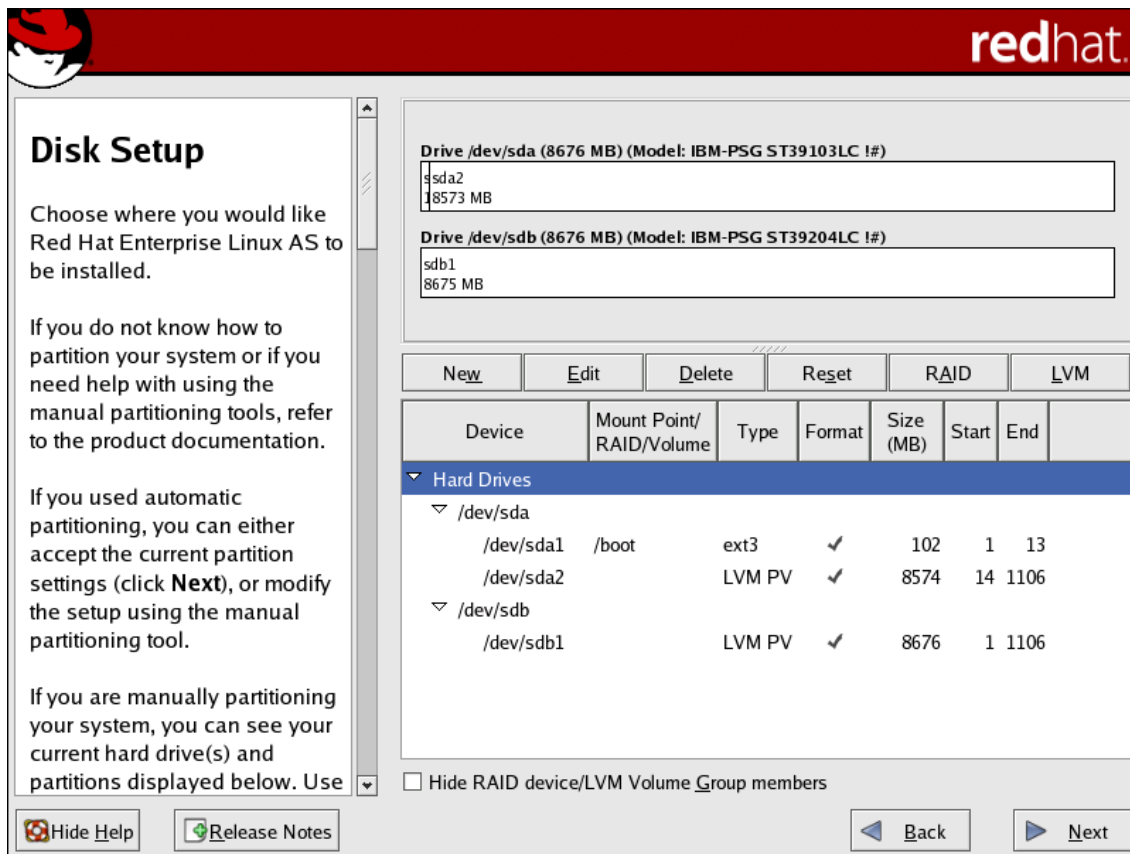 redhat.
Disk Setup
Choose where you would like
Red Hat Enterprise Linux AS to
be installed.
If you do not know how to
partition your system or if you
need help with using the
manual partitioning tools, refer
to the product documentation.
If you used automatic
partitioning, you can either
accept the current partition
settings (click Next), or modify
the setup using the manual
partitioning tool.
If you are manually partitioning
your system, you can see your
current hard drive(s) and
partitions displayed below. Use
Drive /dev/sda (8676 MB) (Model: IBM-PSG ST39103LC !#)
s sda2
1 8573 MB
Drive /dev/sdb (8676 MB) (Model: IBM-PSG ST39204LC !#)
sdb1
8675 MB
New Edit Delete Reset RAID LVM
Device Mount Point/ RAID/Volume Type Format Size (MB) Start End
Hard Drives
/dev/sda
/dev/sda1 /boot ext3 ✓ 102 1 13
/dev/sda2 LVM PV ✓ 8574 14 1106
/dev/sdb
/dev/sdb1 LVM PV ✓ 8676 1 1106
Hide RAID device/LVM Volume Group members
Hide Help Release Notes Back Next